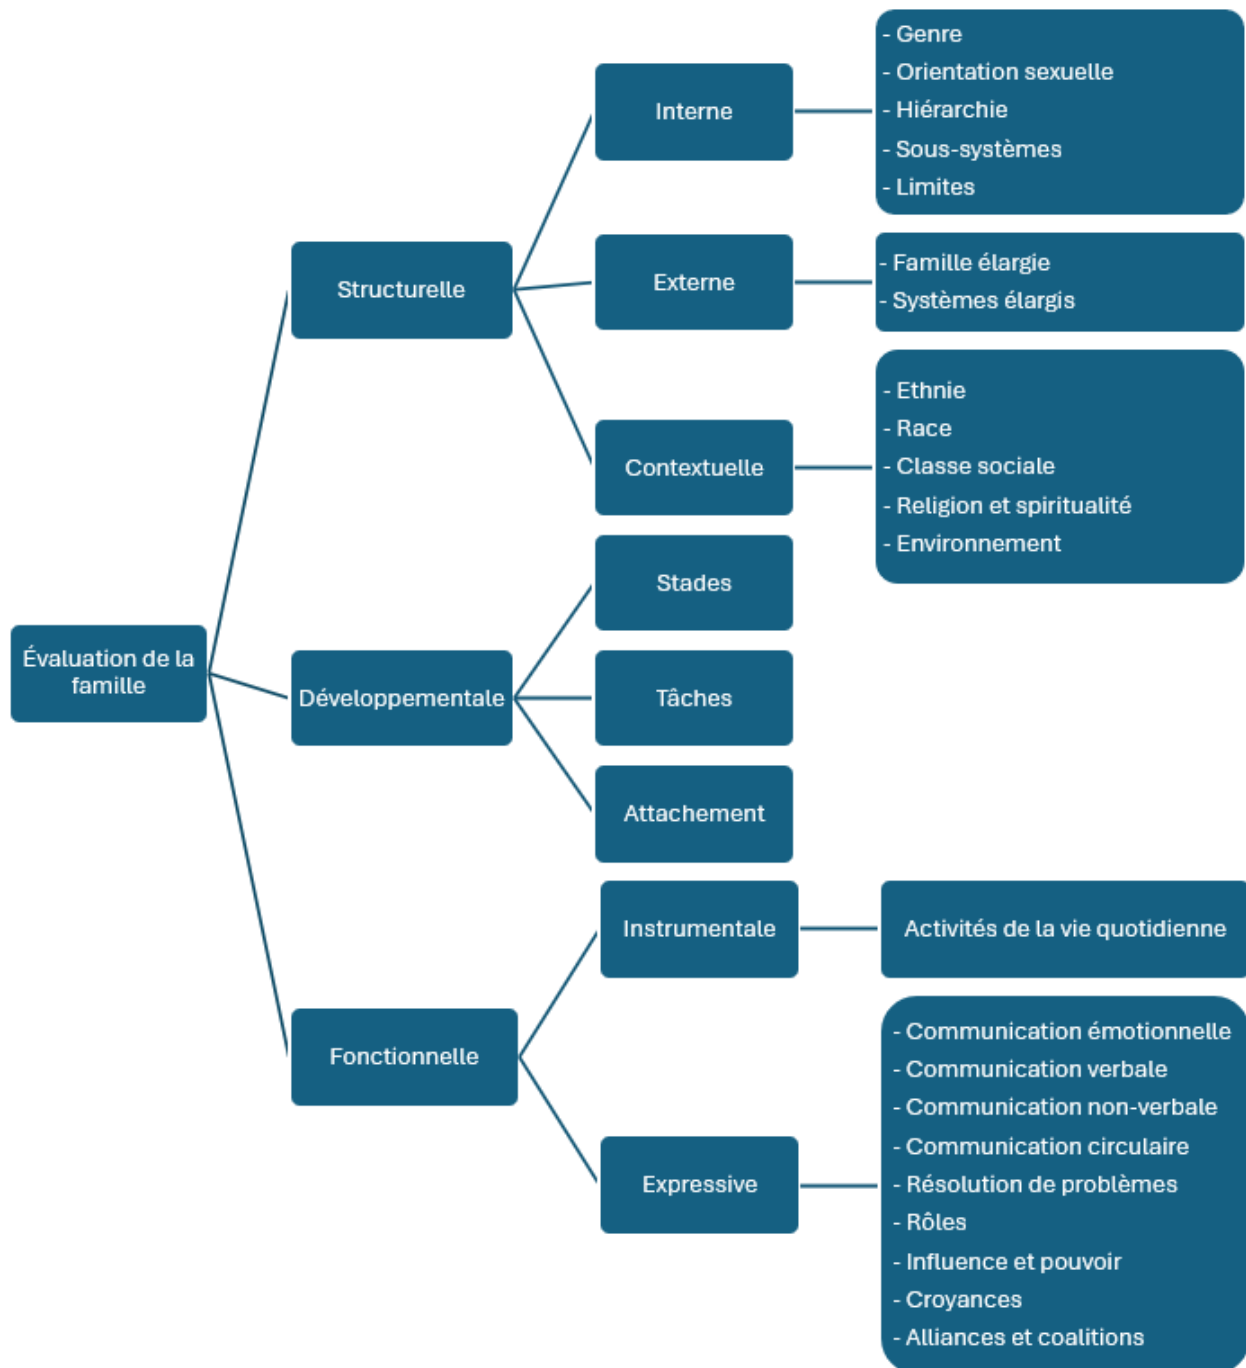 - Genre
- Orientation sexuelle
- Hiérarchie
- Sous-systèmes
- Limites
Interne
- Famille élargie
- Systèmes élargis
Externe
Structurelle
- Ethnie
- Race
- Classe sociale
- Religion et spiritualité
- Environnement
Contextuelle
Stades
Évaluation de la
famille
Développementale
Tâches
Attachement
Instrumentale
Activités de la vie quotidienne
Fonctionnelle
Expressive
- Communication émotionnelle
- Communication verbale
- Communication non-verbale
- Communication circulaire
- Résolution de problèmes
- Rôles
- Influence et pouvoir
- Croyances
- Alliances et coalitions